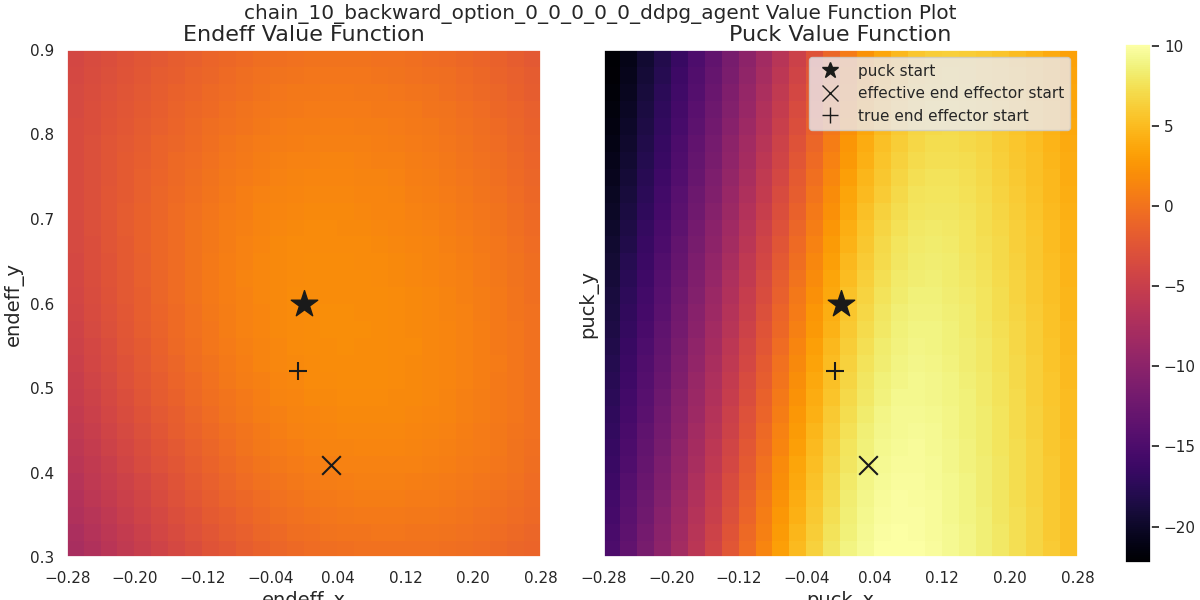 chain_10_backward_option_0_0_0_0_0_ddpg_agent Value Function Plot
Endeff Value Function
Puck Value Function
puck start
effective end effector start
true end effector start
endeff_y
0.9
0.8
0.7
0.6
0.5
0.4
0.3
−0.28 −0.20 −0.12 −0.04 0.04 0.12 0.20 0.28
endeff_x
puck_y
−0.28 −0.20 −0.12 −0.04 0.04 0.12 0.20 0.28
puck_x
10
5
0
−5
−10
−15
−20